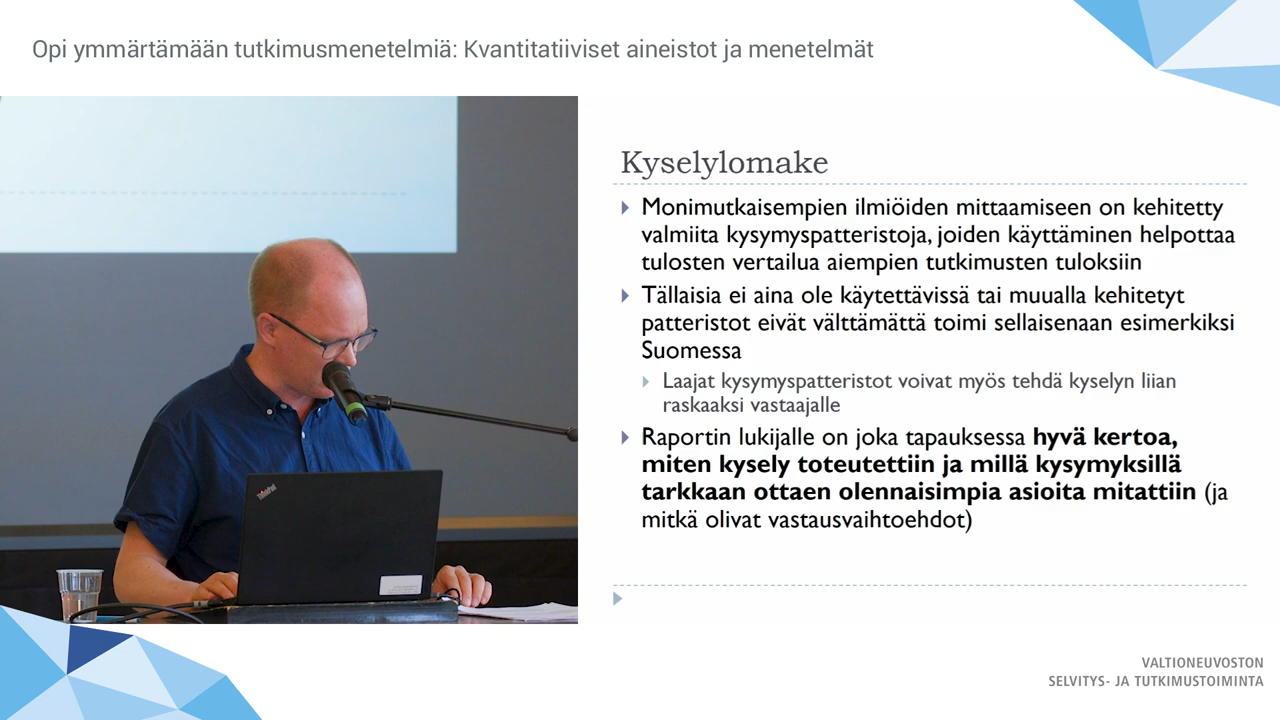 Opi ymmärtämään tutkimusmenetelmiä: Kvantitatiiviset aineistot ja menetelmät
Kyselylomake
Monimutkaisempien ilmiöiden mittaamiseen on kehitetty
valmiita kysymyspatteristoja, joiden käyttäminen helpottaa
tulosten vertailua aiempien tutkimusten tuloksiin
Tällaisia ei aina ole käytettävissä tai muualla kehitetyt
patteristot eivät välttämättä toimi sellaisenaan esimerkiksi
Suomessa
Laajat kysymyspatteristot voivat myös tehdä kyselyn liian
raskaaksi vastaajalle
Raportin lukijalle on joka tapauksessa hyvä kertoa,
miten kysely toteutettiin ja millä kysymyksillä
tarkkaan ottaen olennaisimpia asioita mitattiin (ja
mitkä olivat vastausvaihtoehdot)
ThinkPad
VALTIONEUVOSTON
SELVITYS- JA TUTKIMUSTOIMINTA